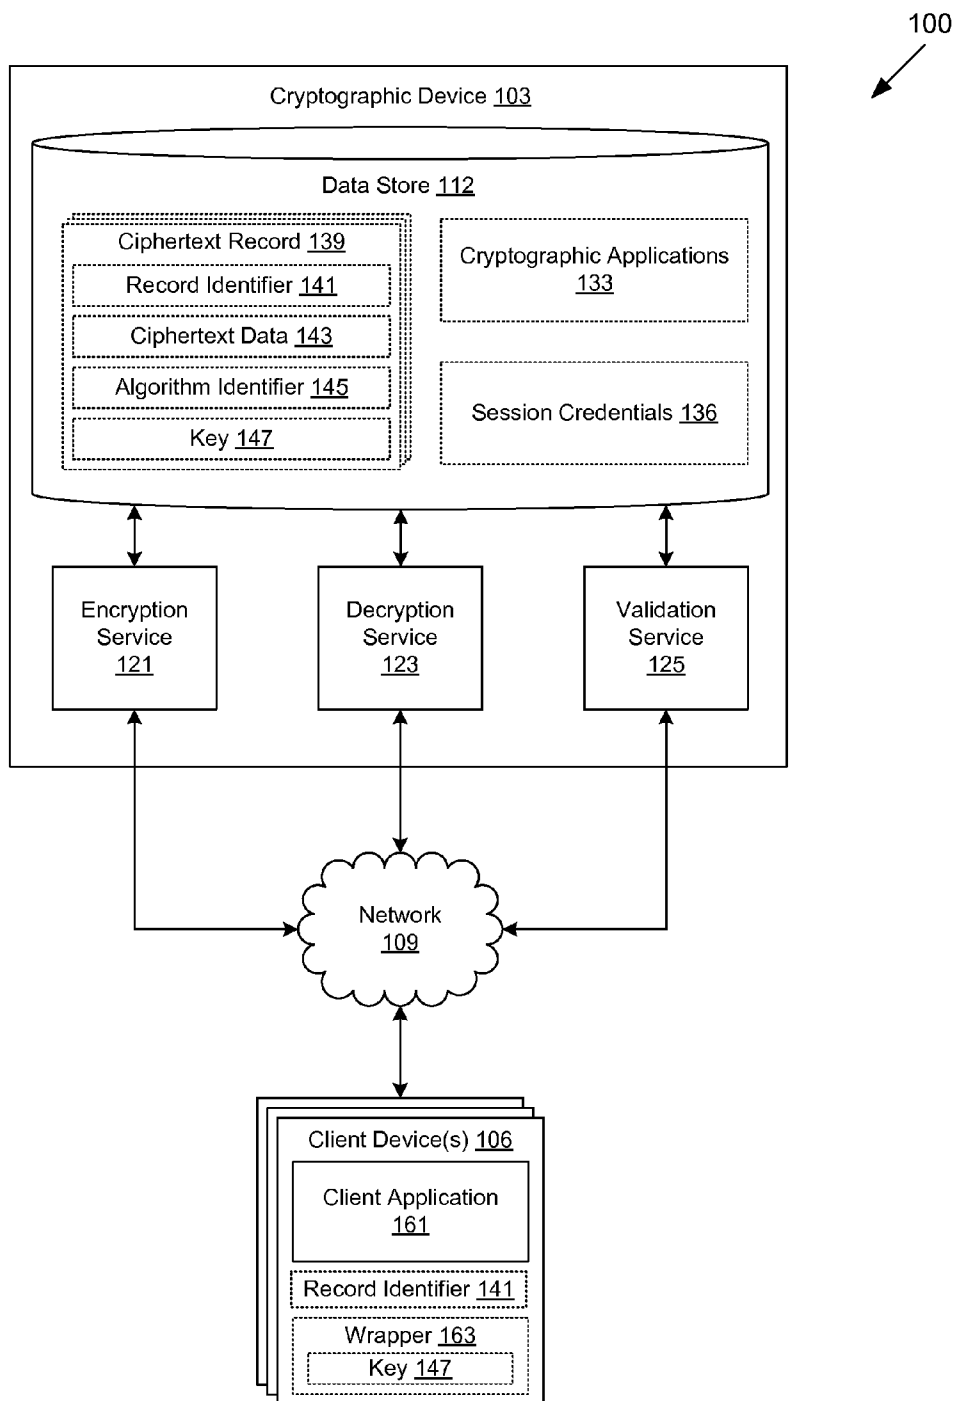 100
Cryptographic Device 103
Data Store 112
Ciphertext Record 139
Record Identifier 141
Ciphertext Data 143
Algorithm Identifier 145
Key 147
Cryptographic Applications
133
Session Credentials 136
Encryption
Service
121
Decryption
Service
123
Validation
Service
125
Network
109
Client Device(s) 106
Client Application
161
Record Identifier 141
Wrapper 163
Key 147